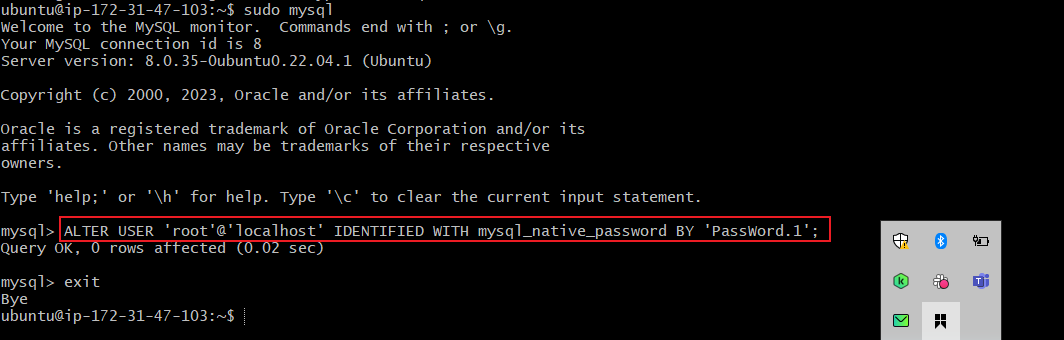 ubuntu@ip-172-31-47-103:~$ sudo mysql
Welcome to the MySQL monitor.  Commands end with ; or \g.
Your MySQL connection id is 8
Server version: 8.0.35-0ubuntu0.22.04.1 (Ubuntu)
Copyright (c) 2000, 2023, Oracle and/or its affiliates.
Oracle is a registered trademark of Oracle Corporation and/or its
affiliates. Other names may be trademarks of their respective
owners.
Type 'help;' or '\h' for help. Type '\c' to clear the current input statement.
mysql> ALTER USER 'root'@'localhost' IDENTIFIED WITH mysql_native_password BY 'PassWord.1';
Query OK, 0 rows affected (0.02 sec)
mysql> exit
Bye
ubuntu@ip-172-31-47-103:~$